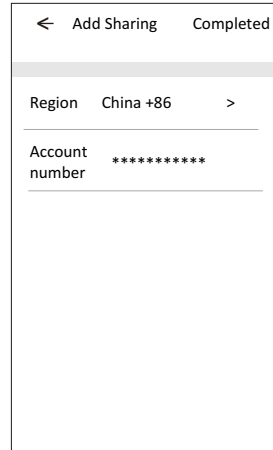 ← Add Sharing Completed
Region China +86 >
Account
number ***********